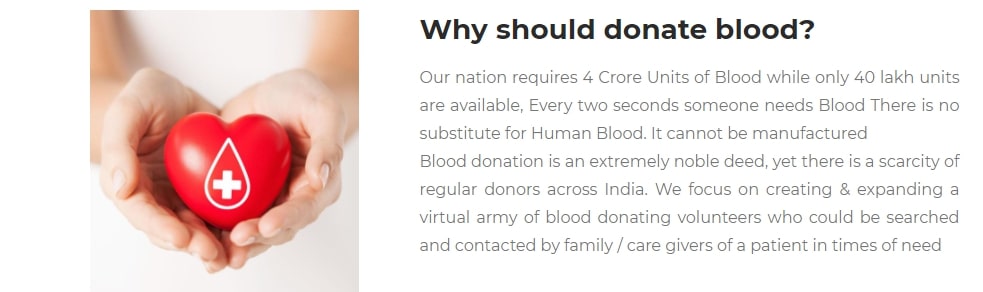 Why should donate blood?
Our nation requires 4 Crore Units of Blood while only 40 lakh units
are available, Every two seconds someone needs Blood There is no
substitute for Human Blood. It cannot be manufactured
Blood donation is an extremely noble deed, yet there is a scarcity of
regular donors across India. We focus on creating & expanding a
virtual army of blood donating volunteers who could be searched
and contacted by family / care givers of a patient in times of need